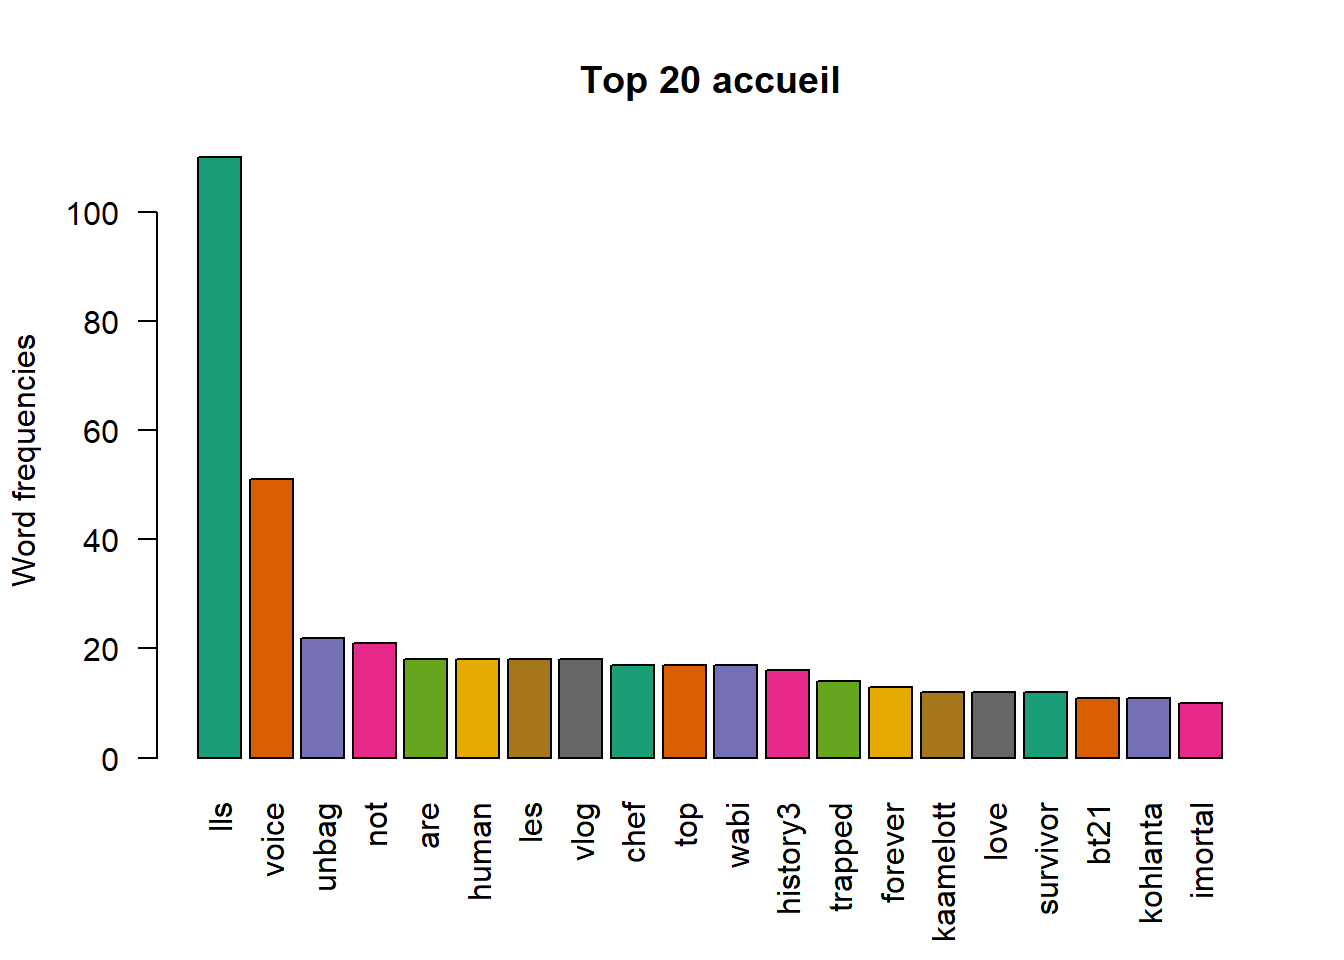 Top 20 accueil
Word frequencies
100
80
60
40
20
0
lls
voice
unbag
not
are
human
les
vlog
chef
top
wabi
history3
trapped
forever
kaamelott
love
survivor
bt21
kohlanta
imortal